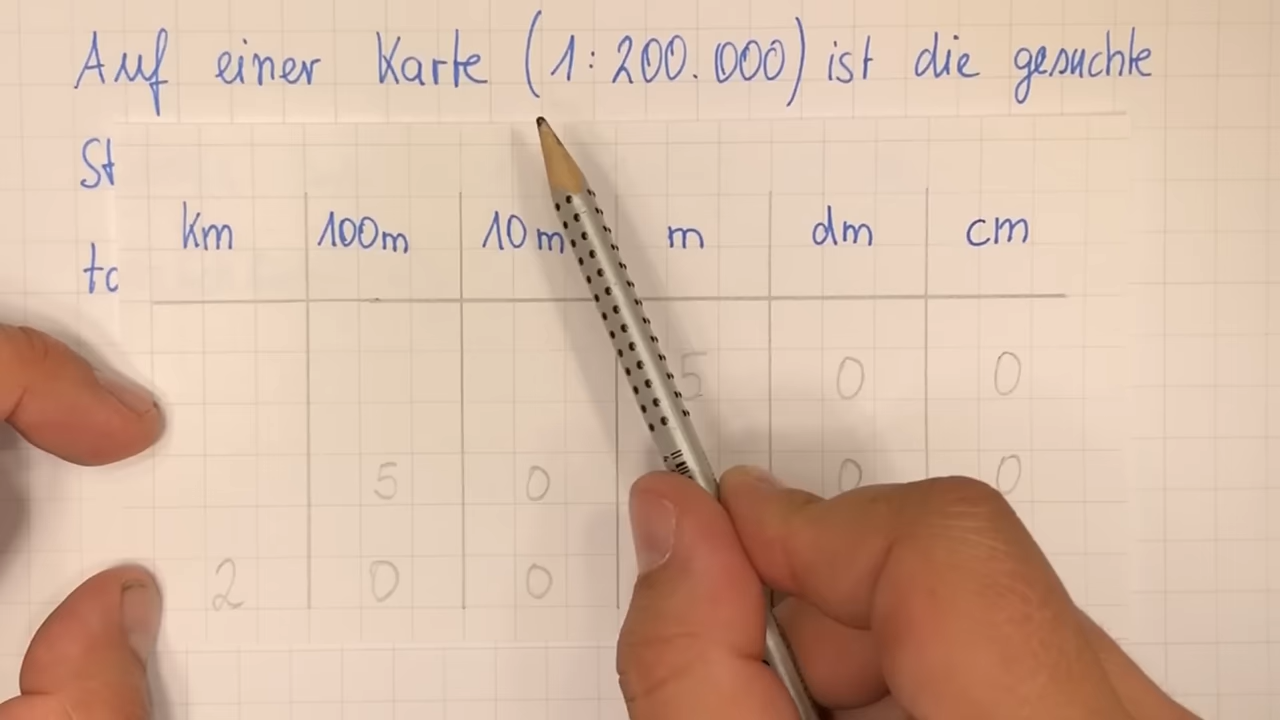 Auf einer Karte (1:200.000) ist die gesuchte
St
km 100m 10m m dm cm
ta
5 0 0
5 0 0 0
2 0 0